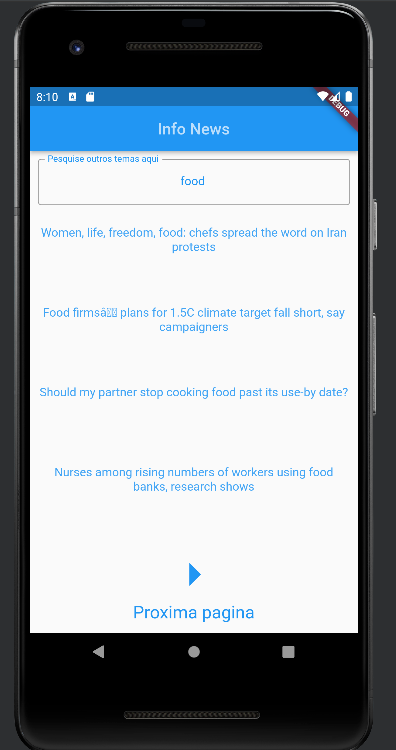 8:10
DEBUG
Info News
Pesquise outros temas aqui
food
Women, life, freedom, food: chefs spread the word on Iran
protests
Food firmsâ plans for 1.5C climate target fall short, say
campaigners
Should my partner stop cooking food past its use-by date?
Nurses among rising numbers of workers using food
banks, research shows
Proxima pagina